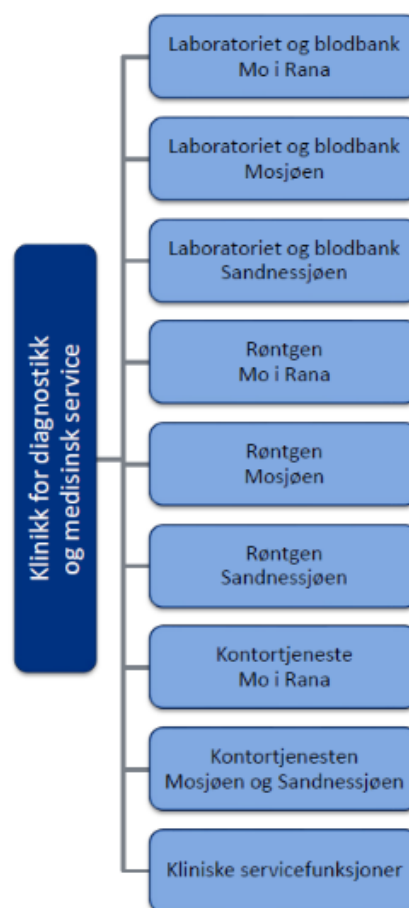 Klinikk for diagnostikk
og medisinsk service
Laboratoriet og blodbank
Mo i Rana
Laboratoriet og blodbank
Mosjøen
Laboratoriet og blodbank
Sandnessjøen
Røntgen
Mo i Rana
Røntgen
Mosjøen
Røntgen
Sandnessjøen
Kontortjeneste
Mo i Rana
Kontortjenesten
Mosjøen og Sandnessjøen
Kliniske servicefunksjoner